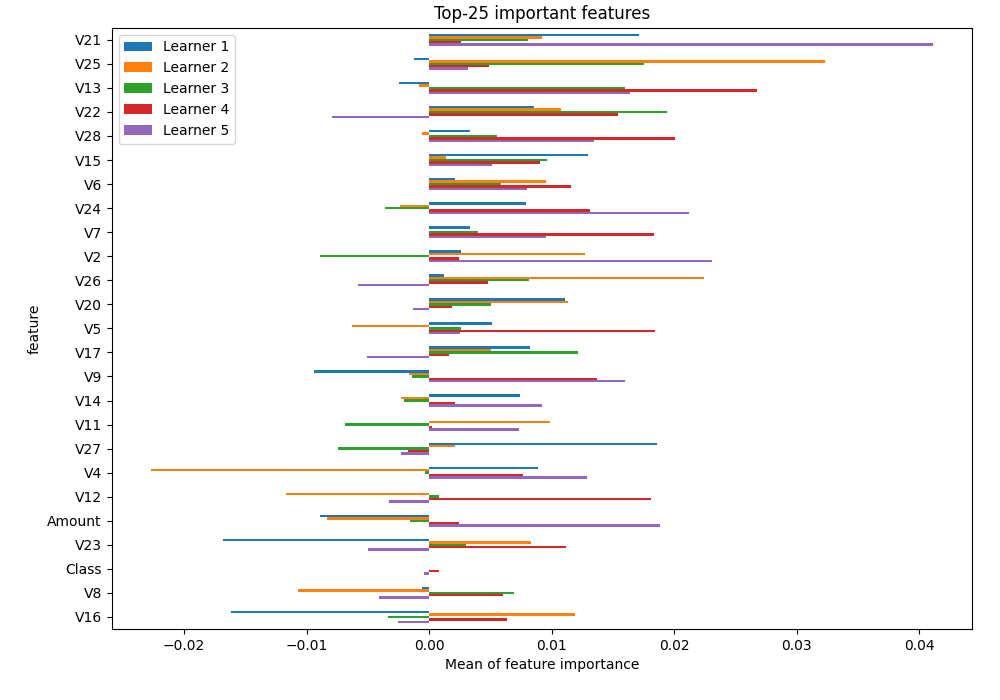 Top-25 important features
Learner 1
Learner 2
Learner 3
Learner 4
Learner 5
V21
V25
V13
V22
V28
V15
V6
V24
V7
V2
V26
V20
V5
V17
V9
V14
V11
V27
V4
V12
Amount
V23
Class
V8
V16
feature
−0.02 −0.01 0.00 0.01 0.02 0.03 0.04
Mean of feature importance